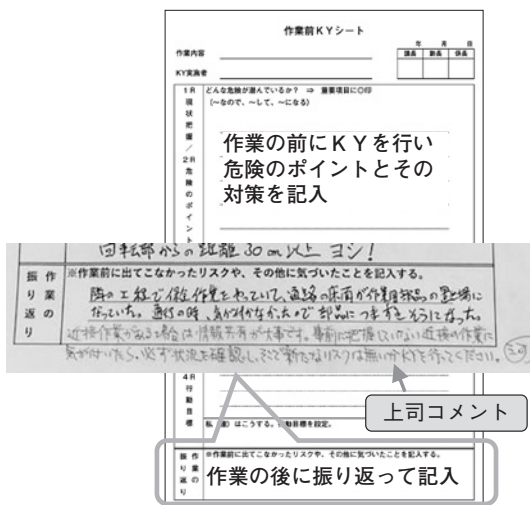 作業前KYシート
年 月 日
作業内容
課長 副長 係長
KY実施者
1R 現状把握/2R 危険のポイント
どんな危険が潜んでいるか? ⇒ 重要項目に○印
(~なので、~して、~になる)
作業の前にKYを行い
危険のポイントとその
対策を記入
回転部からの距離30cm以上 ヨシ!
作業の振り返り
※作業前に出てこなかったリスクや、その他に気づいたことを記入する。
隣の工程で作業をやっていて、通路の床面が作業部品の置場に
なっていた。通行の時、気が付かなかったので部品につまずきそうになった。
近接作業がある場合は情報共有が大事です。事前に把握していない近接の作業に
気が付いたら、必ず状況を確認し、そこで新たなリスクは無いかKYを行ってください。
上司コメント
4R 行動目標
私(達)はこうする。行動目標を設定。
作業の振り返り
※作業前に出てこなかったリスクや、その他に気づいたことを記入する。
作業の後に振り返って記入